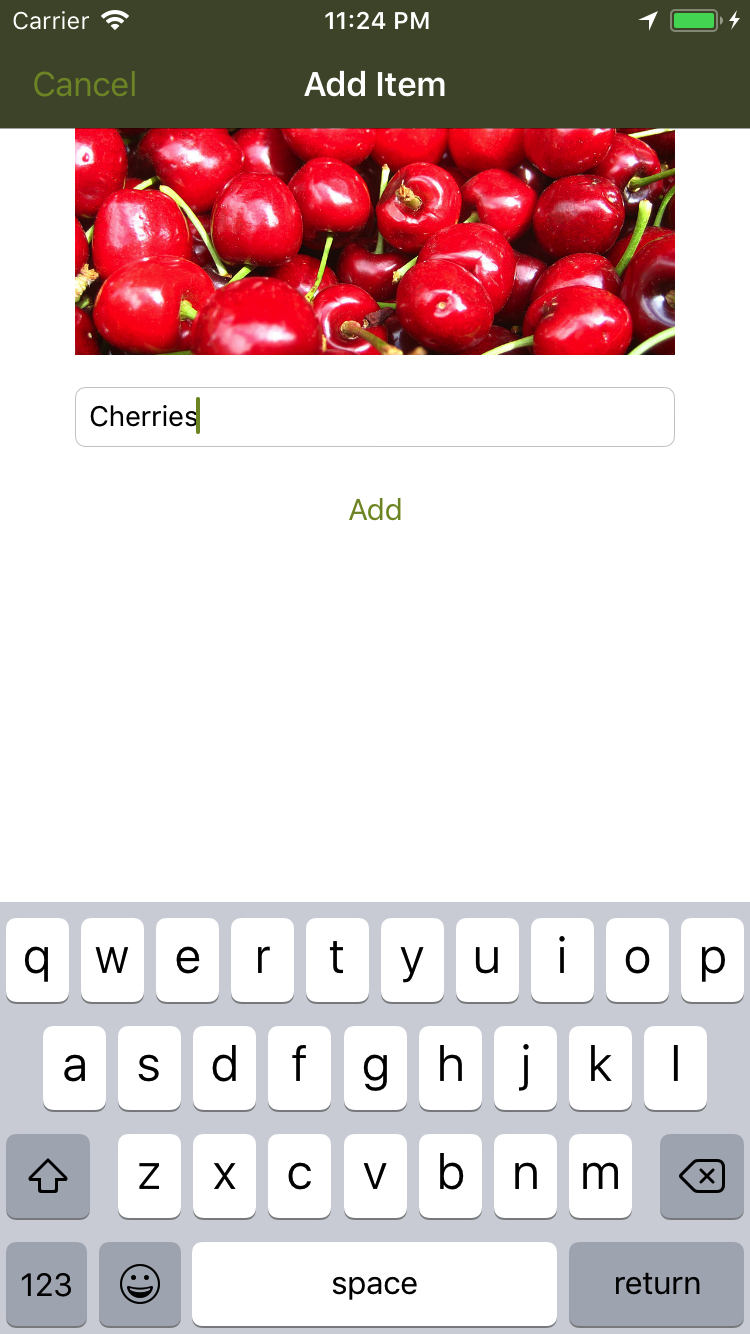 Carrier 11:24 PM
Cancel Add Item
Cherries
Add
q w e r t y u i o p
a s d f g h j k l
z x c v b n m
123 space return